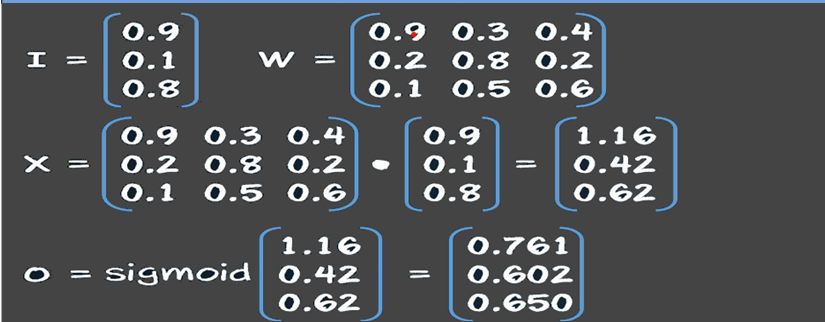 I = 0.9 0.1 0.8 W = 0.9 0.3 0.4 0.2 0.8 0.2 0.1 0.5 0.6
X = 0.9 0.3 0.4 0.2 0.8 0.2 0.1 0.5 0.6 • 0.9 0.1 0.8 = 1.16 0.42 0.62
o = sigmoid 1.16 0.42 0.62 = 0.761 0.602 0.650